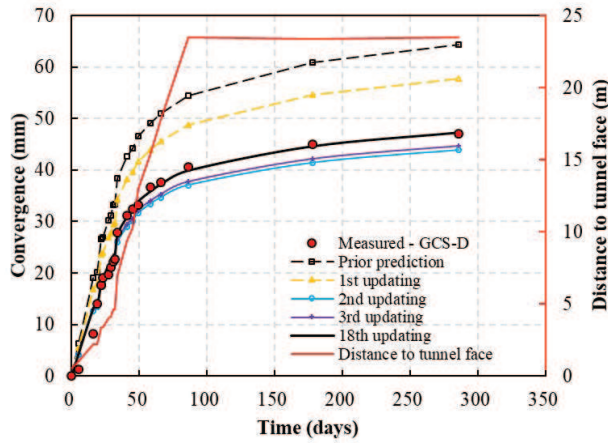 70
60
50
40
30
20
10
0
Convergence (mm)
25
20
15
10
5
0
Distance to tunnel face (m)
Measured - GCS-D
Prior prediction
1st updating
2nd updating
3rd updating
18th updating
Distance to tunnel face
0 50 100 150 200 250 300 350
Time (days)